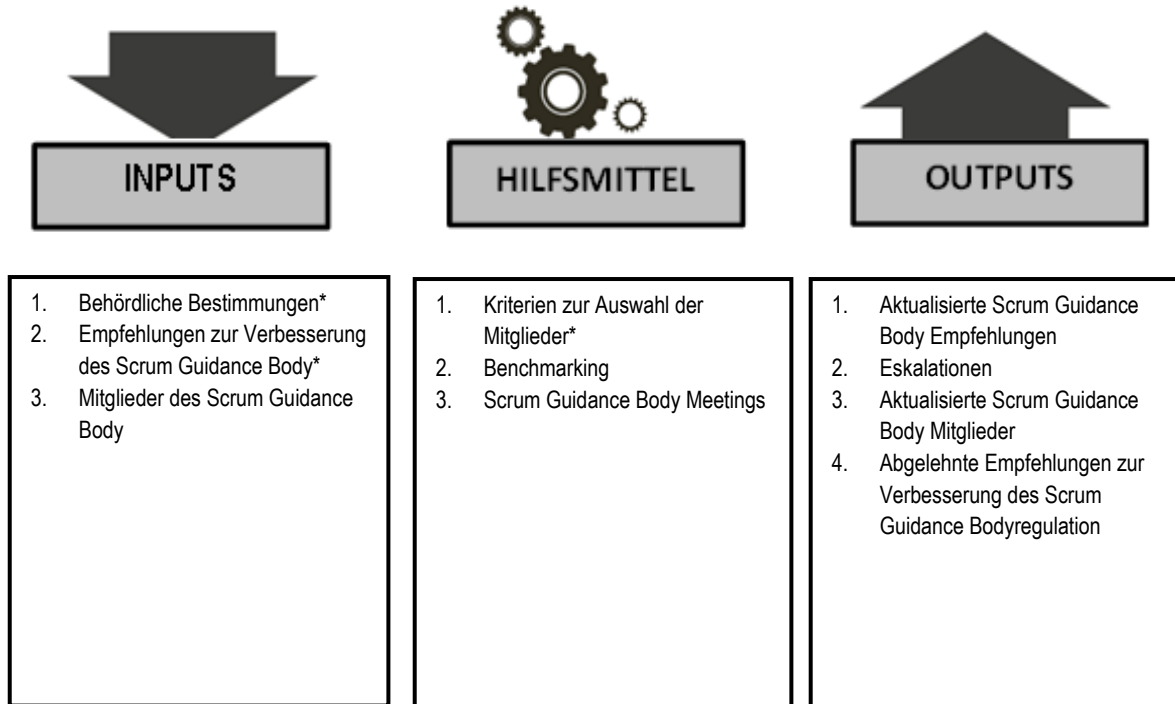 INPUTS
HILFSMITTEL
OUTPUTS
1. Behördliche Bestimmungen*
2. Empfehlungen zur Verbesserung
des Scrum Guidance Body*
3. Mitglieder des Scrum Guidance
Body
1. Kriterien zur Auswahl der
Mitglieder*
2. Benchmarking
3. Scrum Guidance Body Meetings
1. Aktualisierte Scrum Guidance
Body Empfehlungen
2. Eskalationen
3. Aktualisierte Scrum Guidance
Body Mitglieder
4. Abgelehnte Empfehlungen zur
Verbesserung des Scrum
Guidance Bodyregulation